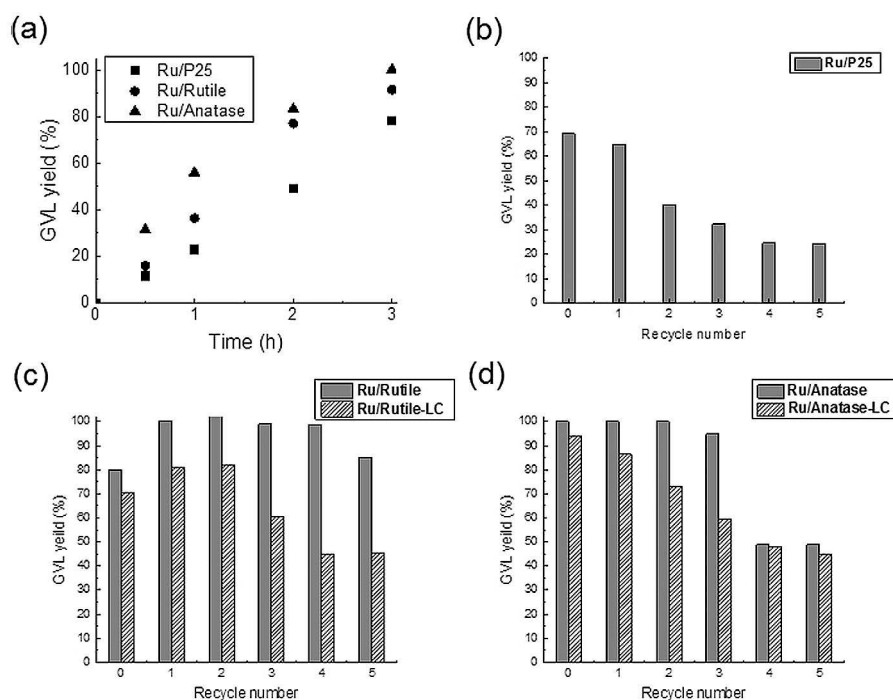 (a)
Ru/P25
Ru/Rutile
Ru/Anatase
GVL yield (%)
100
80
60
40
20
0
0 1 2 3
Time (h)
(b)
Ru/P25
GVL yield (%)
100
90
80
70
60
50
40
30
20
10
0
0 1 2 3 4 5
Recycle number
(c)
Ru/Rutile
Ru/Rutile-LC
GVL yeild (%)
100
90
80
70
60
50
40
30
20
10
0
0 1 2 3 4 5
Recycle number
(d)
Ru/Anatase
Ru/Anatase-LC
GVL yeild (%)
100
90
80
70
60
50
40
30
20
10
0
0 1 2 3 4 5
Recycle number